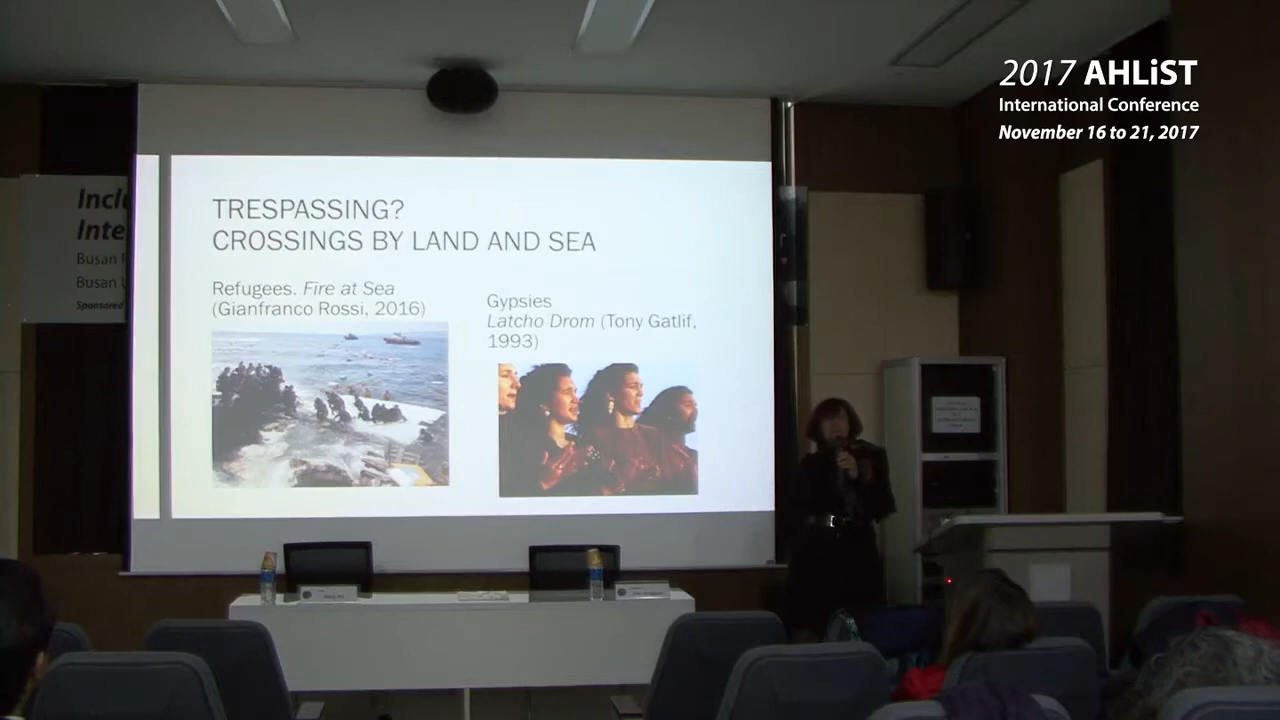 2017 AHLiST
International Conference
November 16 to 21, 2017
Incl
Inte
Busan
Busan U
Sponsored
TRESPASSING?
CROSSINGS BY LAND AND SEA
Refugees. Fire at Sea
(Gianfranco Rossi, 2016)
Gypsies
Latcho Drom (Tony Gatlif,
1993)